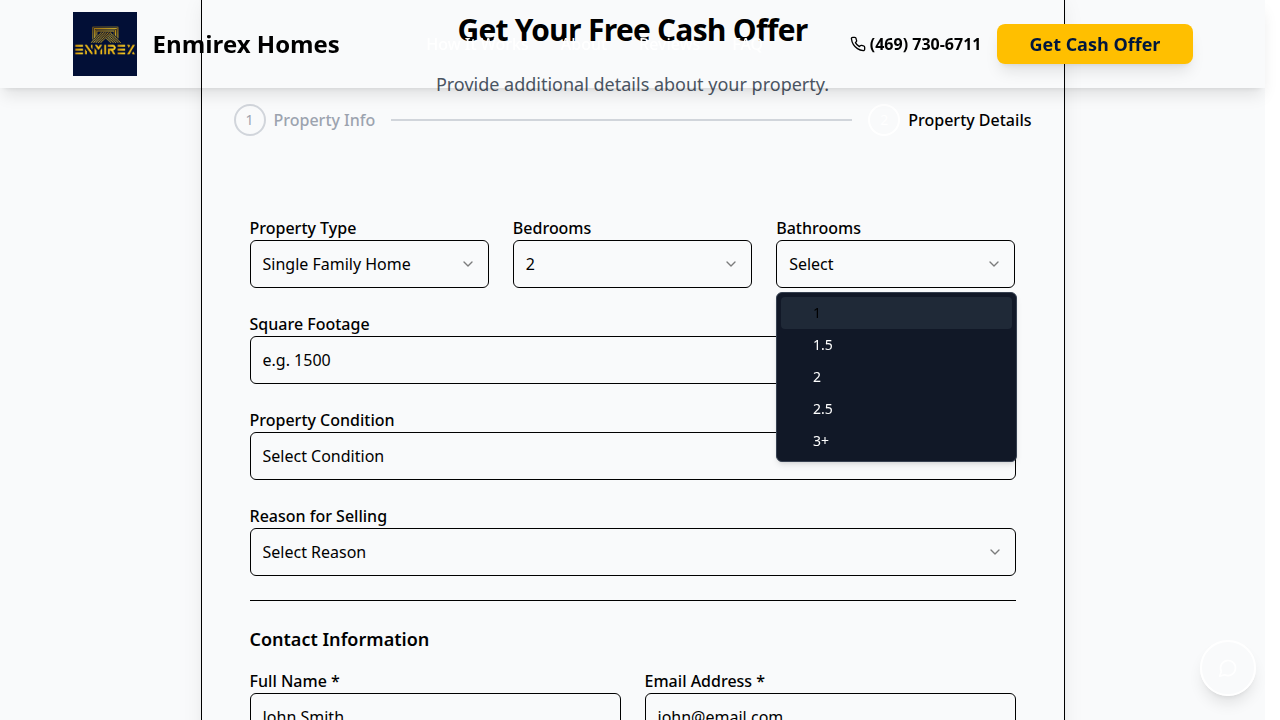 Get Your Free Cash Offer
ENMIREX
Enmirex Homes
(469) 730-6711
Get Cash Offer
Provide additional details about your property.
1
Property Info
Property Details
Property Type
Bedrooms
Bathrooms
Single Family Home
2
Select
1
1.5
2
2.5
3+
Square Footage
e.g. 1500
Property Condition
Select Condition
Reason for Selling
Select Reason
Contact Information
Full Name *
Email Address *
John Smith
john@email.com